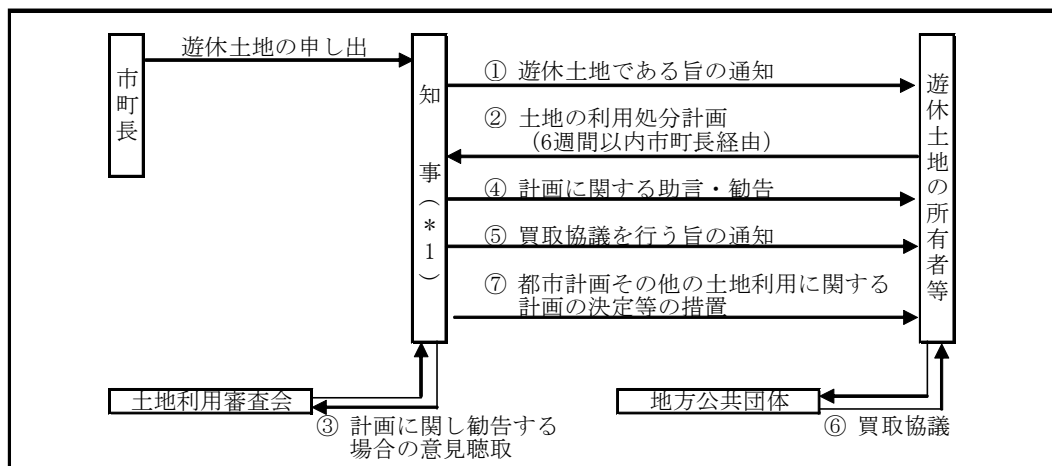 遊休土地の申し出
市町長
知事(*1)
① 遊休土地である旨の通知
② 土地の利用処分計画
(6週間以内市町長経由)
④ 計画に関する助言・勧告
⑤ 買取協議を行う旨の通知
⑦ 都市計画その他の土地利用に関する
計画の決定等の措置
遊休土地の所有者等
土地利用審査会
③ 計画に関し勧告する
場合の意見聴取
地方公共団体
⑥ 買取協議